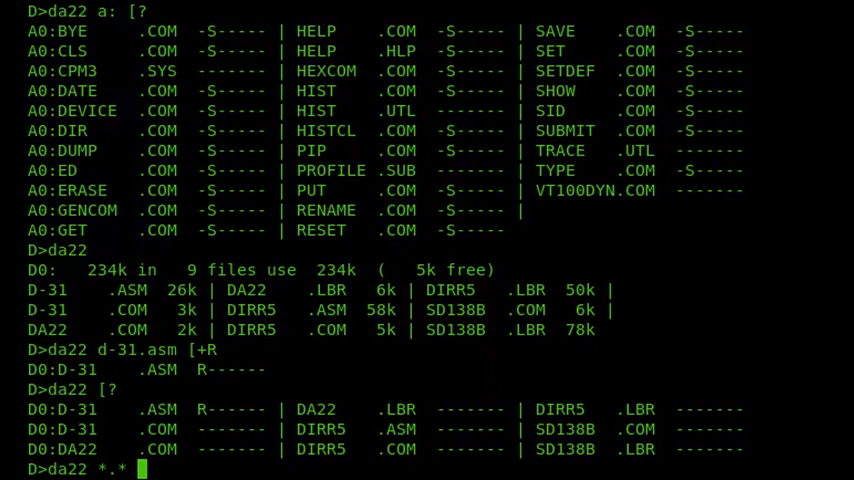 D>da22 a: [?
A0:BYE     .COM  -S----- | HELP    .COM  -S----- | SAVE    .COM  -S-----
A0:CLS     .COM  -S----- | HELP    .HLP  -S----- | SET     .COM  -S-----
A0:CPM3    .SYS  ------- | HEXCOM  .COM  -S----- | SETDEF  .COM  -S-----
A0:DATE    .COM  -S----- | HIST    .COM  -S----- | SHOW    .COM  -S-----
A0:DEVICE  .COM  -S----- | HIST    .UTL  ------- | SID     .COM  -S-----
A0:DIR     .COM  -S----- | HISTCL  .COM  -S----- | SUBMIT  .COM  -S-----
A0:DUMP    .COM  -S----- | PIP     .COM  -S----- | TRACE   .UTL  -------
A0:ED      .COM  -S----- | PROFILE .SUB  ------- | TYPE    .COM  -S-----
A0:ERASE   .COM  -S----- | PUT     .COM  -S----- | VT100DYN.COM  -------
A0:GENCOM  .COM  -S----- | RENAME  .COM  -S----- |
A0:GET     .COM  -S----- | RESET   .COM  -S-----
D>da22
D0:   234k in   9 files use  234k  (   5k free)
D-31    .ASM  26k | DA22    .LBR   6k | DIRR5   .LBR  50k |
D-31    .COM   3k | DIRR5   .ASM  58k | SD138B  .COM   6k |
DA22    .COM   2k | DIRR5   .COM   5k | SD138B  .LBR  78k
D>da22 d-31.asm [+R
D0:D-31    .ASM  R------
D>da22 [?
D0:D-31    .ASM  R------ | DA22    .LBR  ------- | DIRR5   .LBR  -------
D0:D-31    .COM  ------- | DIRR5   .ASM  ------- | SD138B  .COM  -------
D0:DA22    .COM  ------- | DIRR5   .COM  ------- | SD138B  .LBR  -------
D>da22 *.*